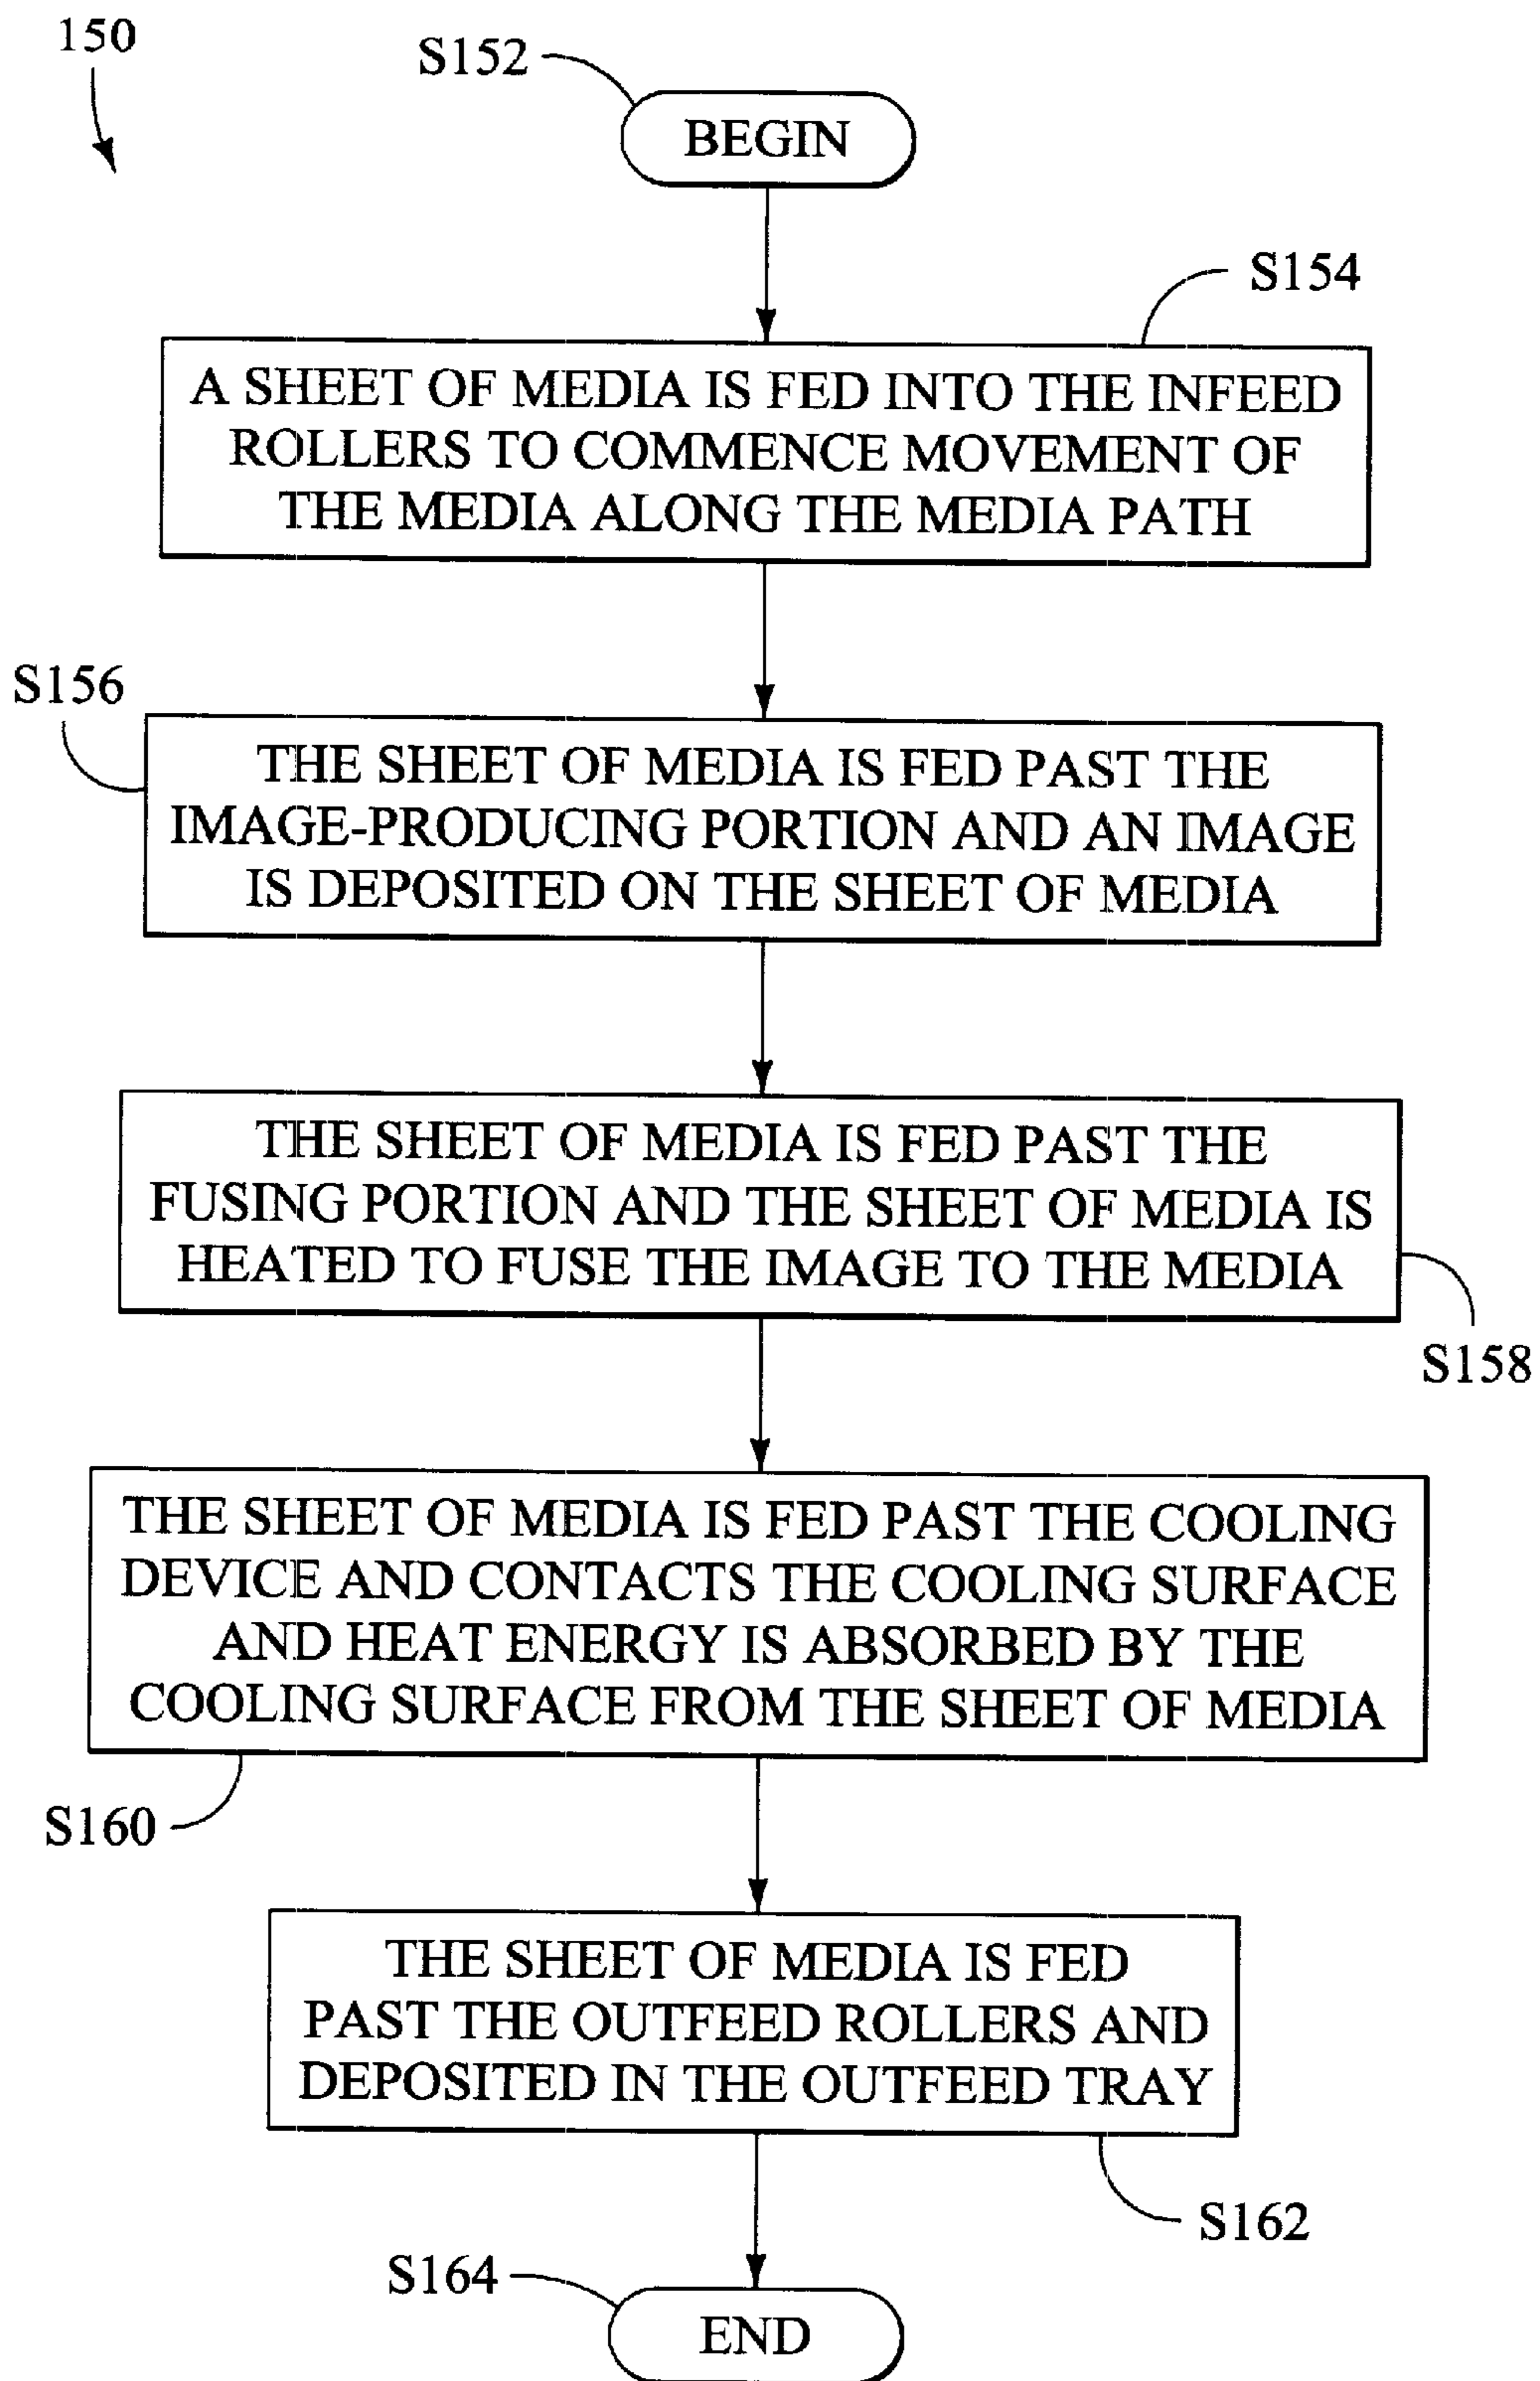 150
S152
BEGIN
S154
A SHEET OF MEDIA IS FED INTO THE INFEED
ROLLERS TO COMMENCE MOVEMENT OF
THE MEDIA ALONG THE MEDIA PATH
S156
THE SHEET OF MEDIA IS FED PAST THE
IMAGE-PRODUCING PORTION AND AN IMAGE
IS DEPOSITED ON THE SHEET OF MEDIA
THE SHEET OF MEDIA IS FED PAST THE
FUSING PORTION AND THE SHEET OF MEDIA IS
HEATED TO FUSE THE IMAGE TO THE MEDIA
S158
THE SHEET OF MEDIA IS FED PAST THE COOLING
DEVICE AND CONTACTS THE COOLING SURFACE
AND HEAT ENERGY IS ABSORBED BY THE
COOLING SURFACE FROM THE SHEET OF MEDIA
S160
THE SHEET OF MEDIA IS FED
PAST THE OUTFEED ROLLERS AND
DEPOSITED IN THE OUTFEED TRAY
S162
S164
END